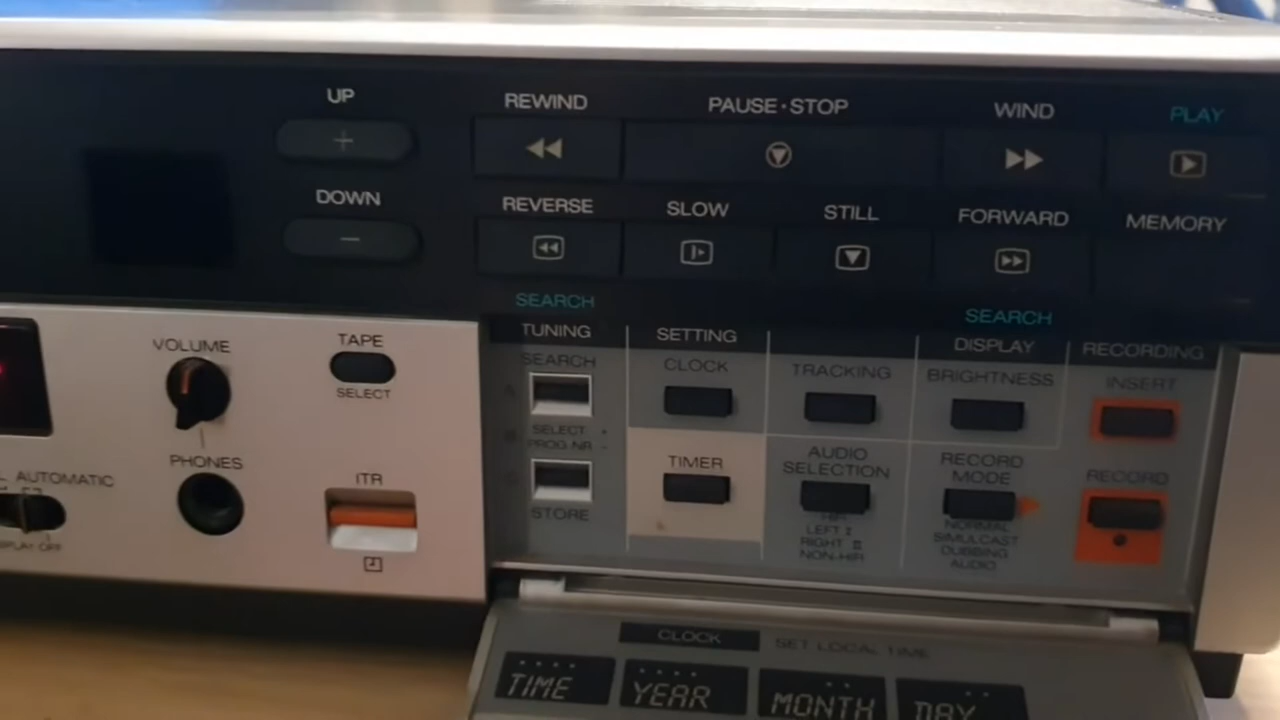 UP
REWIND
PAUSE·STOP
WIND
PLAY
DOWN
REVERSE
SLOW
STILL
FORWARD
MEMORY
SEARCH
SEARCH
VOLUME
TAPE
SELECT
PHONES
AUTOMATIC
ITR
TUNING
SEARCH
SELECT
PROG.NR.
STORE
SETTING
CLOCK
TIMER
TRACKING
AUDIO
SELECTION
LEFT I
RIGHT II
NON-HIFI
DISPLAY
BRIGHTNESS
RECORD
MODE
NORMAL
SIMULCAST
DUBBING
AUDIO
RECORDING
INSERT
RECORD
CLOCK SET LOCAL TIME
TIME YEAR MONTH DAY